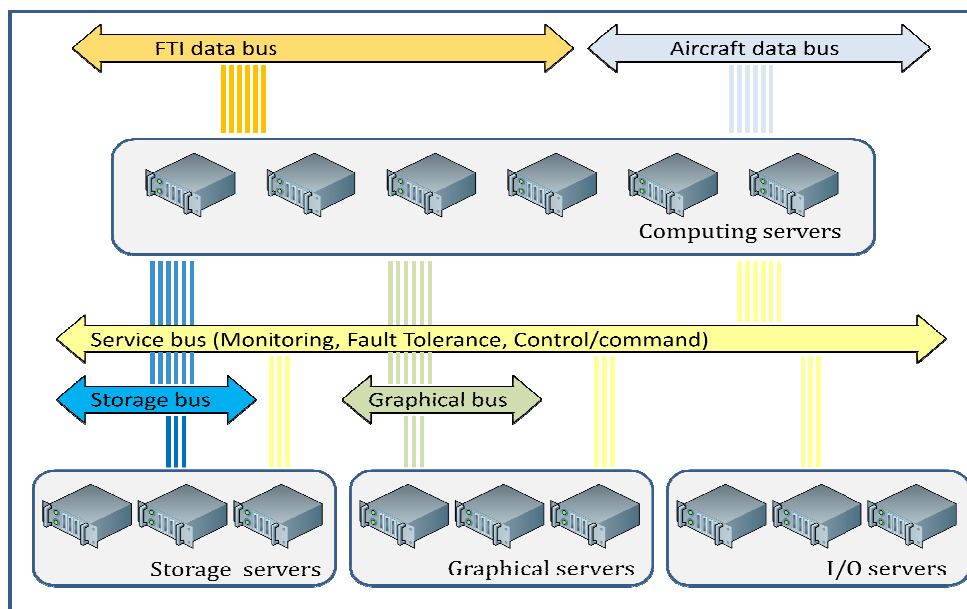 FTI data bus
Aircraft data bus
Computing servers
Service bus (Monitoring, Fault Tolerance, Control/command)
Storage bus
Graphical bus
Storage servers
Graphical servers
I/O servers